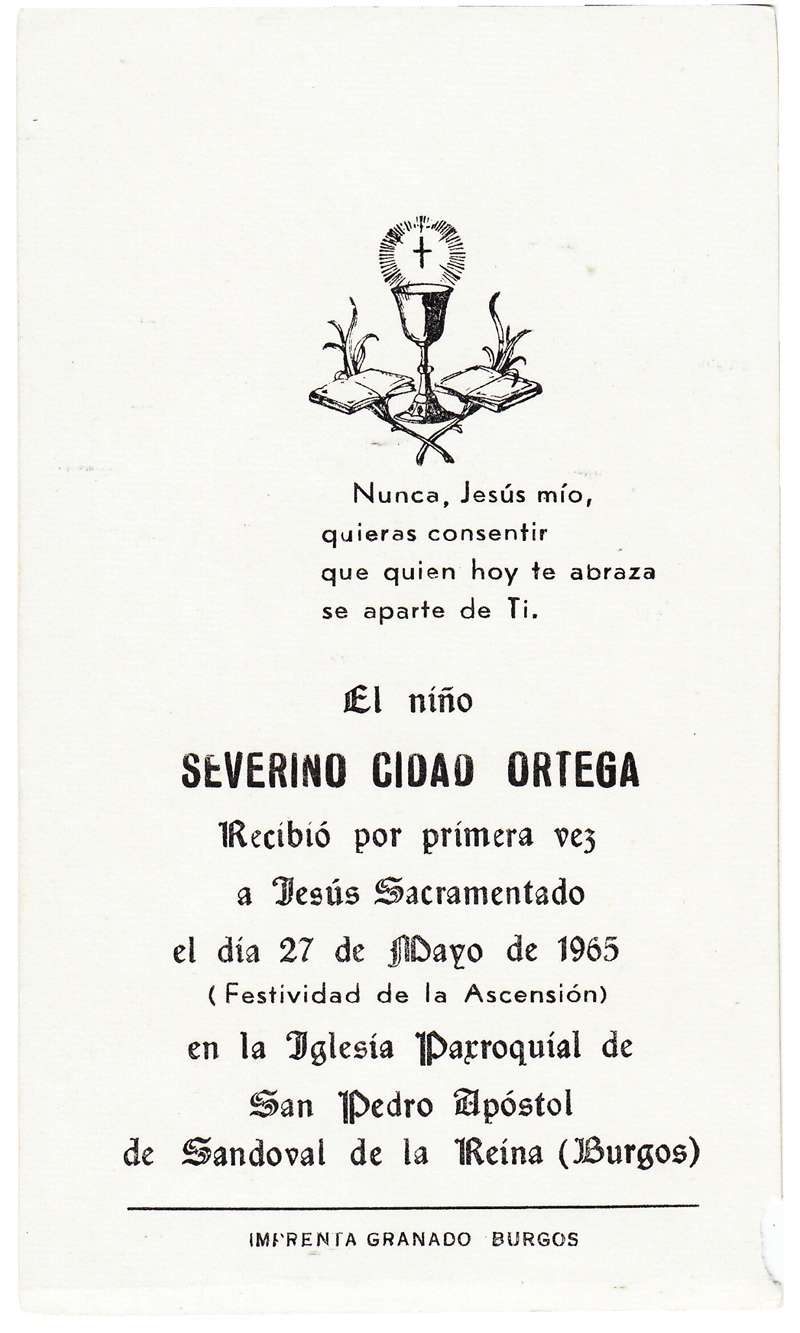 Nunca, Jesús mío,
quieras consentir
que quien hoy te abraza
se aparte de Ti.
El niño
SEVERINO CIDAD ORTEGA
Recibió por primera vez
a Jesús Sacramentado
el día 27 de Mayo de 1965
(Festividad de la Ascensión)
en la Iglesia Parroquial de
San Pedro Apóstol
de Sandoval de la Reina (Burgos)
IMPRENTA GRANADO BURGOS